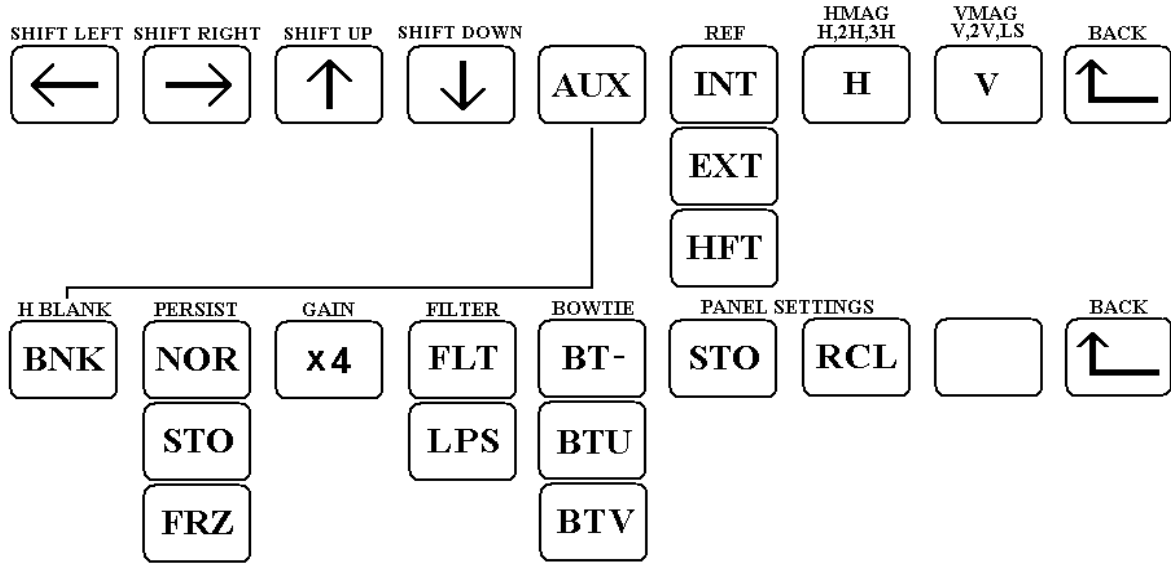 HMAG VMAG
SHIFT LEFT SHIFT RIGHT SHIFT UP SHIFT DOWN REF H,2H,3H V,2V,LS BACK
AUX INT H V
EXT
HFT
H BLANK PERSIST GAIN FILTER BOWTIE PANEL SETTINGS BACK
BNK NOR x4 FLT BT- STO RCL
STO LPS BTU
FRZ BTV